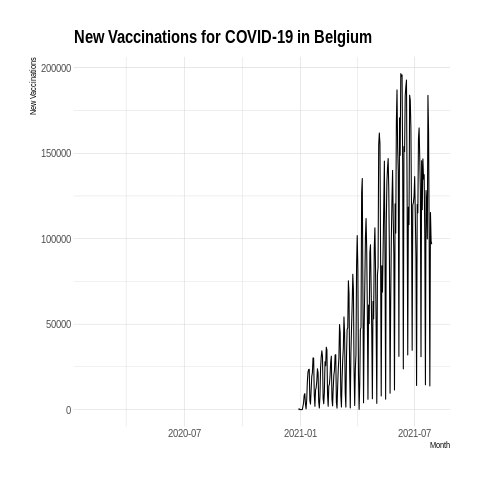 New Vaccinations for COVID-19 in Belgium
New Vaccinations
200000
150000
100000
50000
0
2020-07 2021-01 2021-07
Month